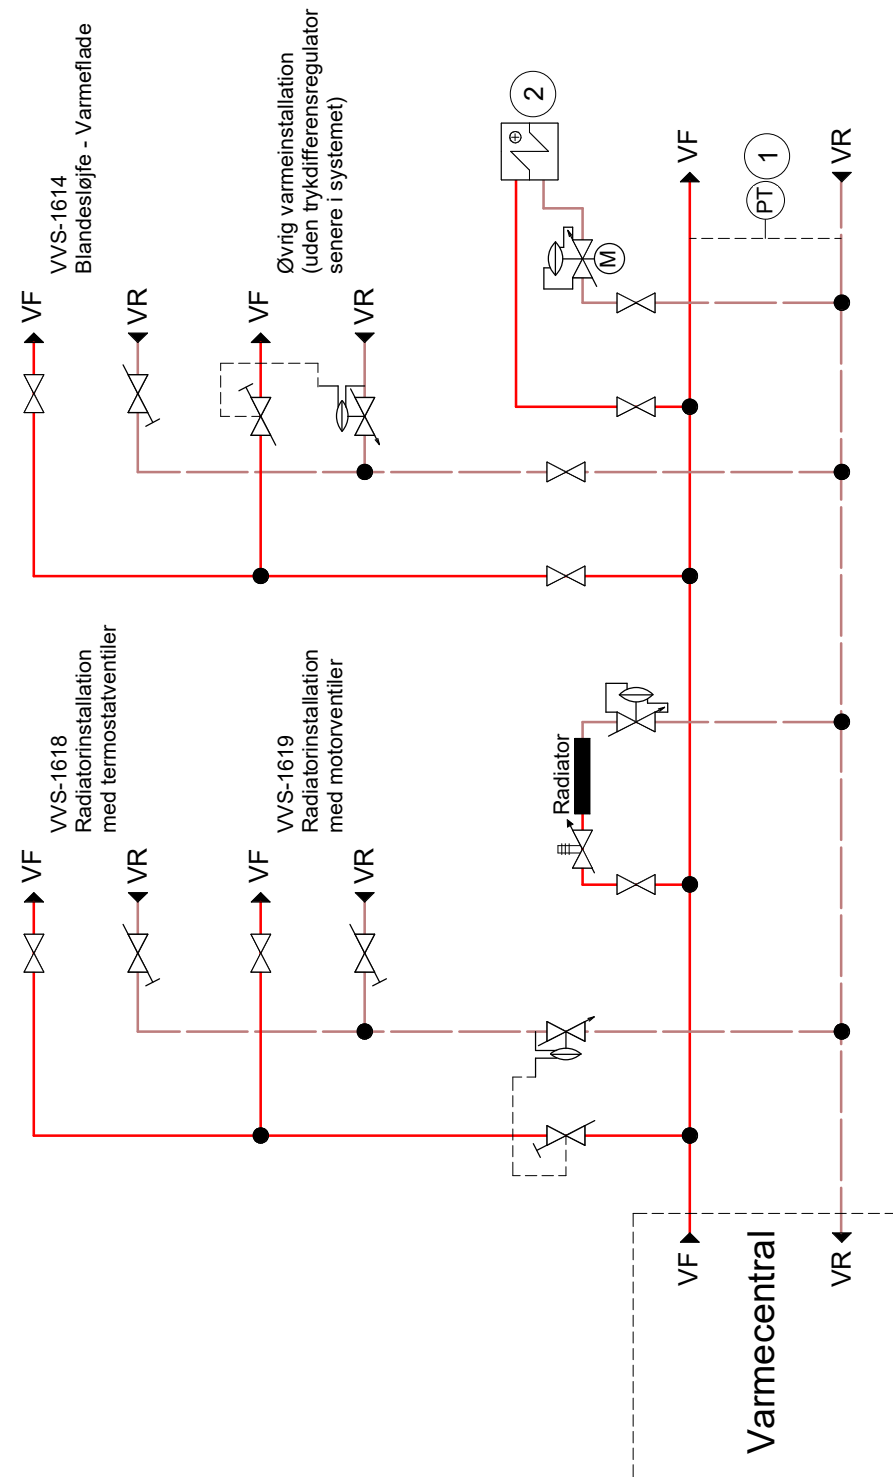 VVS-1618
Radiatorinstallation
med termostatventiler
VF
VR
VVS-1619
Radiatorinstallation
med motorventiler
VF
VR
VVS-1614
Blandesløjfe - Varmeflade
VF
VR
Øvrig varmeinstallation
(uden trykdifferensregulator
senere i systemet)
VF
VR
Radiator
M
2
VF
PT
1
VR
VF
Varmecentral
VR